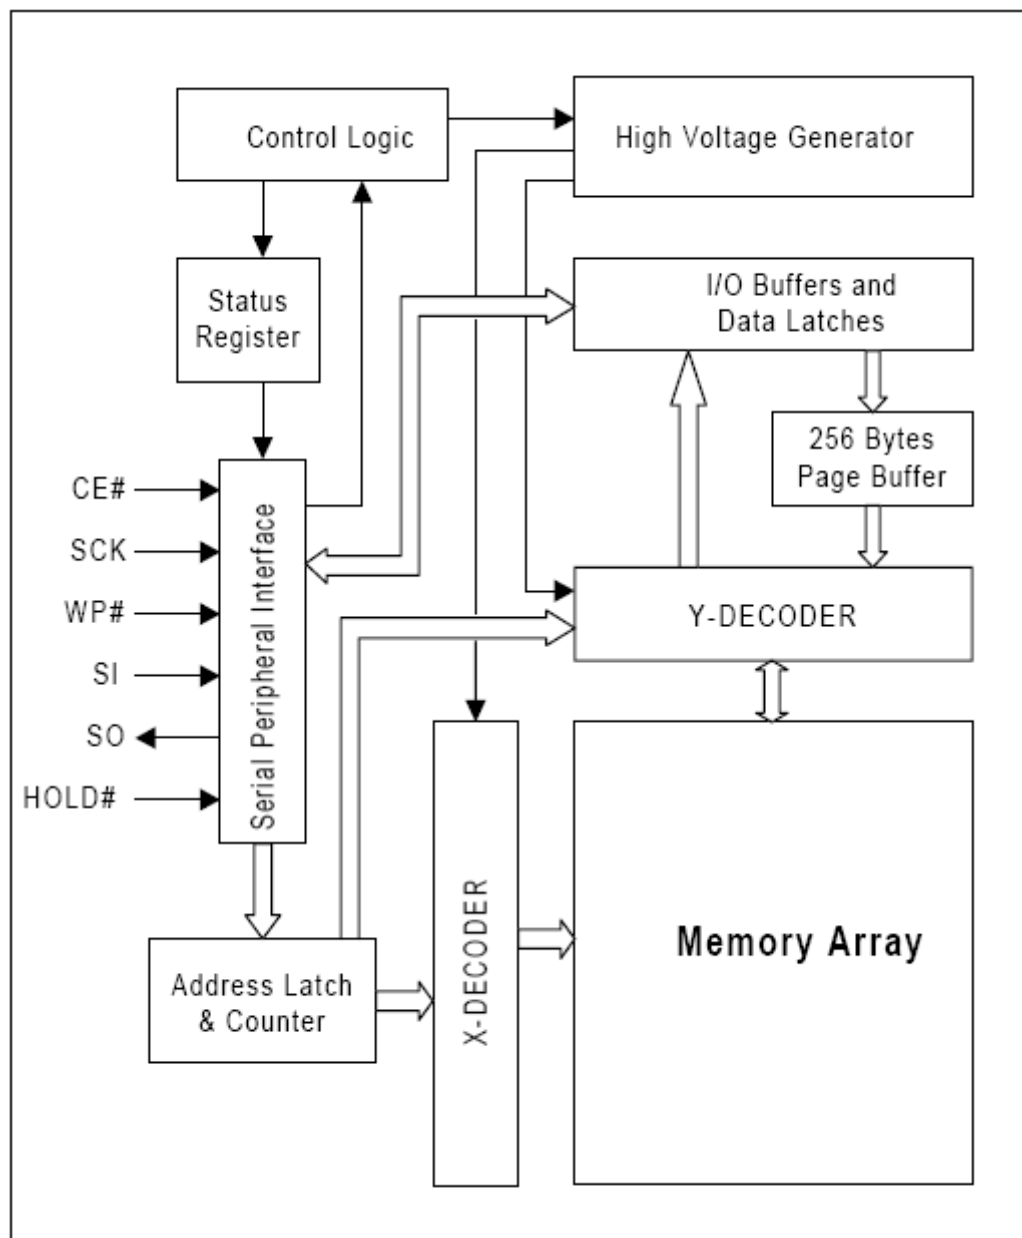 Control Logic
High Voltage Generator
Status
Register
I/O Buffers and
Data Latches
256 Bytes
Page Buffer
CE#
SCK
WP#
SI
SO
HOLD#
Serial Peripheral Interface
Y-DECODER
X-DECODER
Memory Array
Address Latch
& Counter